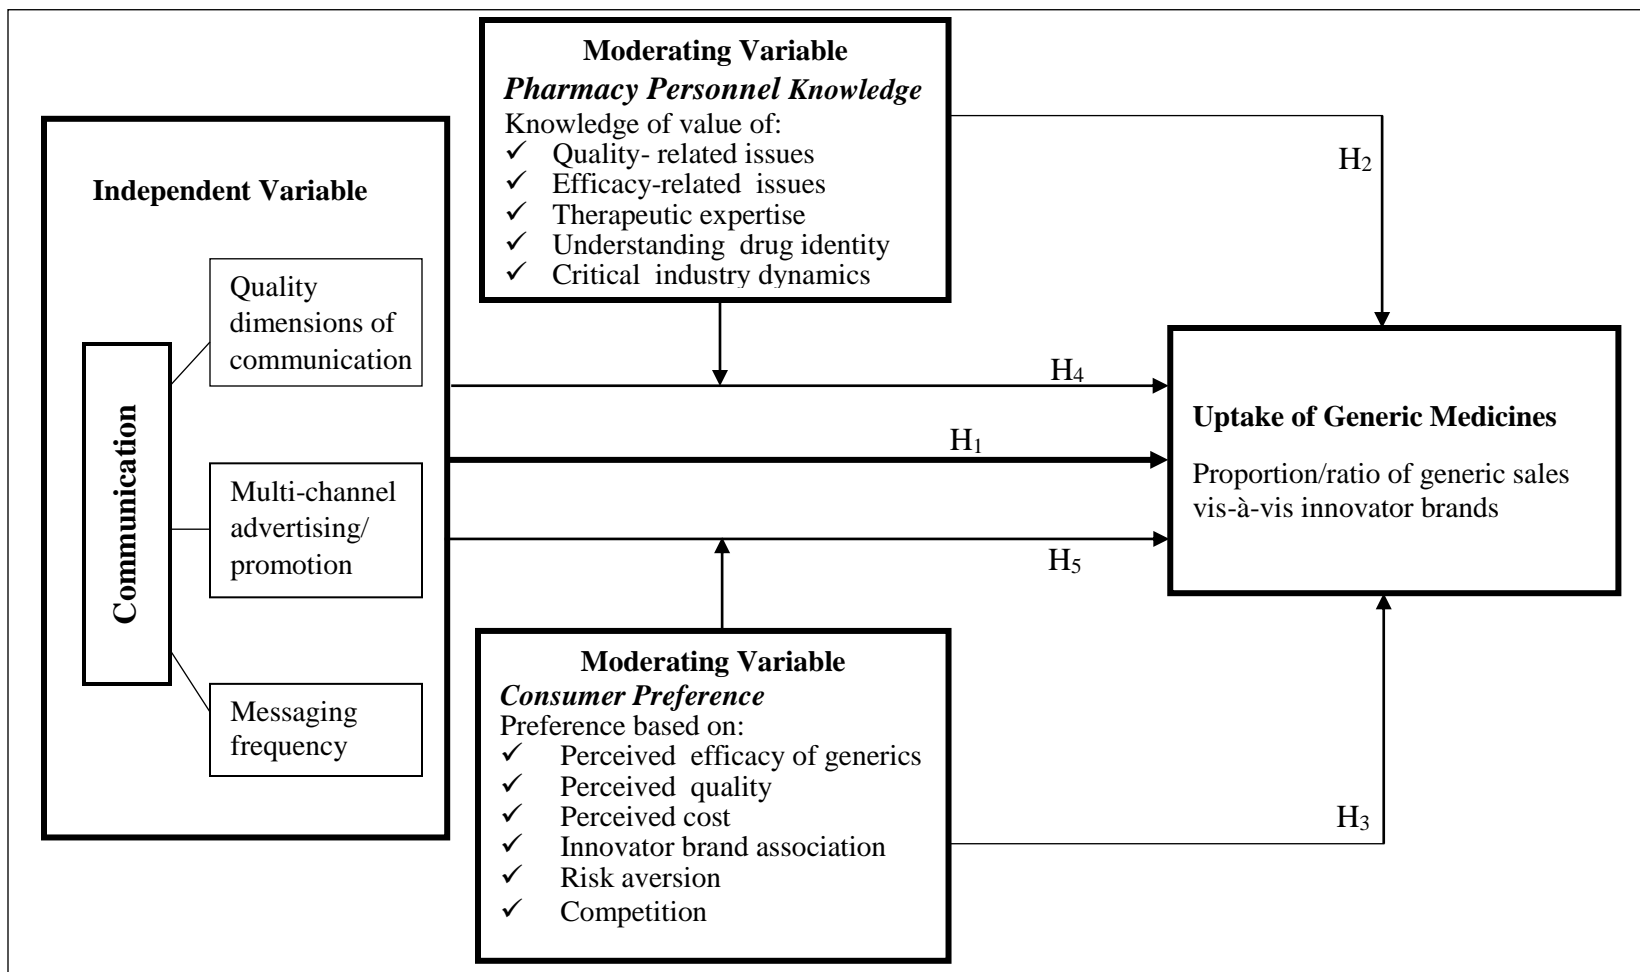 Moderating Variable
Pharmacy Personnel Knowledge
Knowledge of value of:
✓ Quality- related issues
✓ Efficacy-related issues
✓ Therapeutic expertise
✓ Understanding drug identity
✓ Critical industry dynamics
H2
Independent Variable
Quality
dimensions of
communication
Communication
Multi-channel
advertising/
promotion
Messaging
frequency
H4
H1
H5
Uptake of Generic Medicines
Proportion/ratio of generic sales
vis-à-vis innovator brands
Moderating Variable
Consumer Preference
Preference based on:
✓ Perceived efficacy of generics
✓ Perceived quality
✓ Perceived cost
✓ Innovator brand association
✓ Risk aversion
✓ Competition
H3